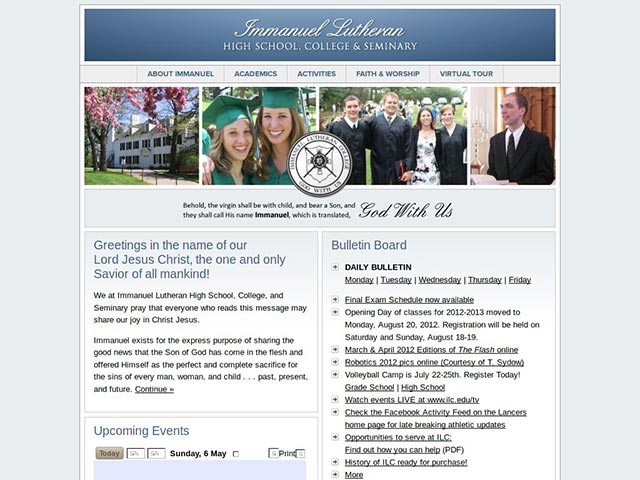 Immanuel Lutheran
HIGH SCHOOL, COLLEGE & SEMINARY
ABOUT IMMANUEL ACADEMICS ACTIVITIES FAITH & WORSHIP VIRTUAL TOUR
IMMANUEL LUTHERAN COLLEGE
GOD WITH US
Behold, the virgin shall be with child, and bear a Son, and
they shall call His name Immanuel, which is translated,
God With Us
Greetings in the name of our
Lord Jesus Christ, the one and only
Savior of all mankind!
We at Immanuel Lutheran High School, College, and
Seminary pray that everyone who reads this message may
share our joy in Christ Jesus.
Immanuel exists for the express purpose of sharing the
good news that the Son of God has come in the flesh and
offered Himself as the perfect and complete sacrifice for
the sins of every man, woman, and child . . . past, present,
and future. Continue »
Upcoming Events
Today Sunday, 6 May Print
Bulletin Board
DAILY BULLETIN
Monday | Tuesday | Wednesday | Thursday | Friday
Final Exam Schedule now available
Opening Day of classes for 2012-2013 moved to
Monday, August 20, 2012. Registration will be held on
Saturday and Sunday, August 18-19.
March & April 2012 Editions of The Flash online
Robotics 2012 pics online (Courtesy of T. Sydow)
Volleyball Camp is July 22-25th. Register Today!
Grade School | High School
Watch events LIVE at www.ilc.edu/tv
Check the Facebook Activity Feed on the Lancers
home page for late breaking athletic updates
Opportunities to serve at ILC:
Find out how you can help (PDF)
History of ILC ready for purchase!
More